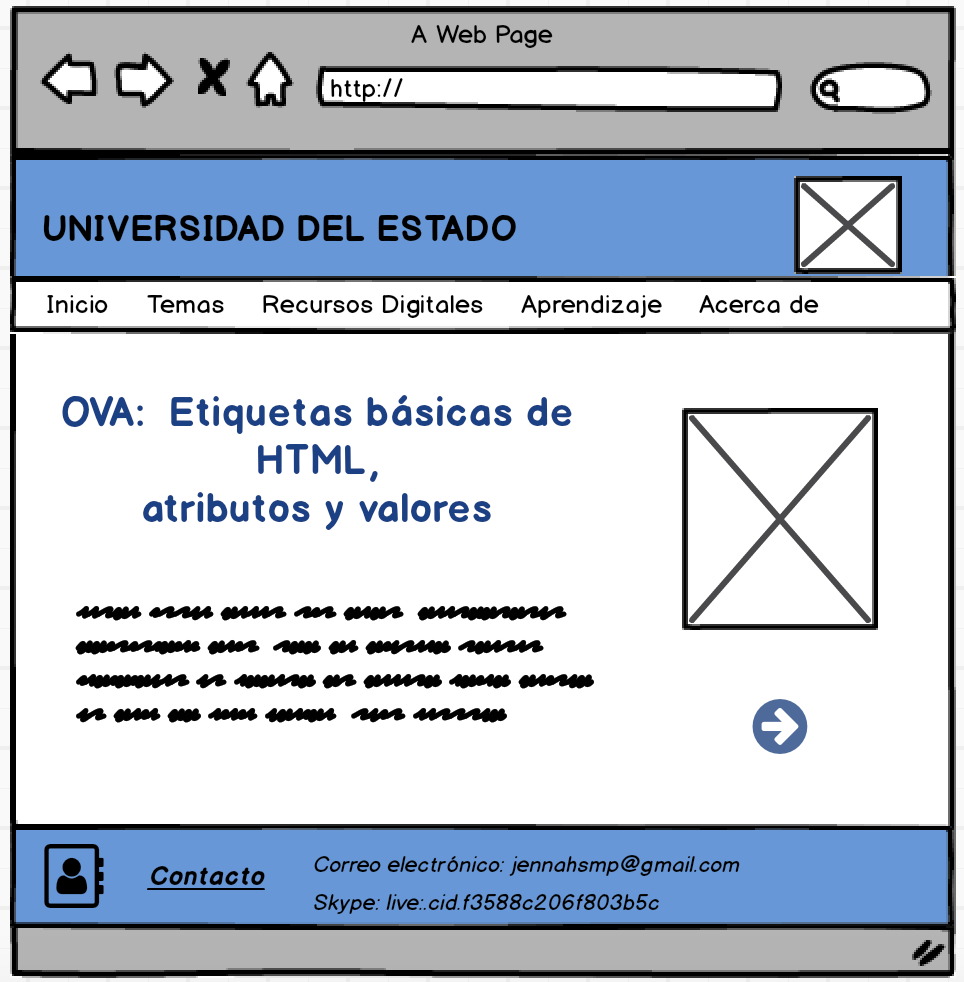 A Web Page
http://
UNIVERSIDAD DEL ESTADO
Inicio Temas Recursos Digitales Aprendizaje Acerca de
OVA: Etiquetas básicas de
HTML,
atributos y valores
Contacto
Correo electrónico: jennahsmp@gmail.com
Skype: live:.cid.f3588c206f803b5c